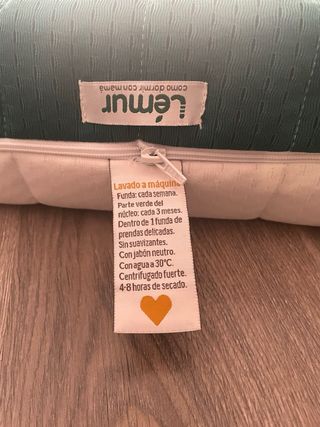 Lémur
como dormir con mamá
Lavado a máquina
Funda: cada semana.
Parte verde del
núcleo: cada 3 meses.
Dentro de 1 funda de
prendas delicadas.
Sin suavizantes.
Con jabón neutro.
Con agua a 30°C.
Centrifugado fuerte.
4-8 horas de secado.